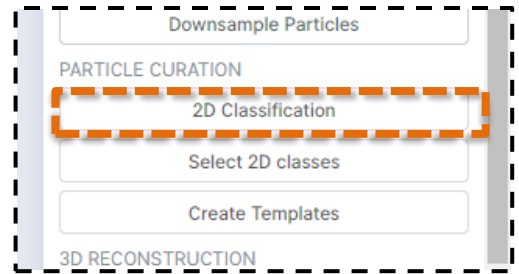 Downsample Particles
PARTICLE CURATION
2D Classification
Select 2D classes
Create Templates
3D RECONSTRUCTION